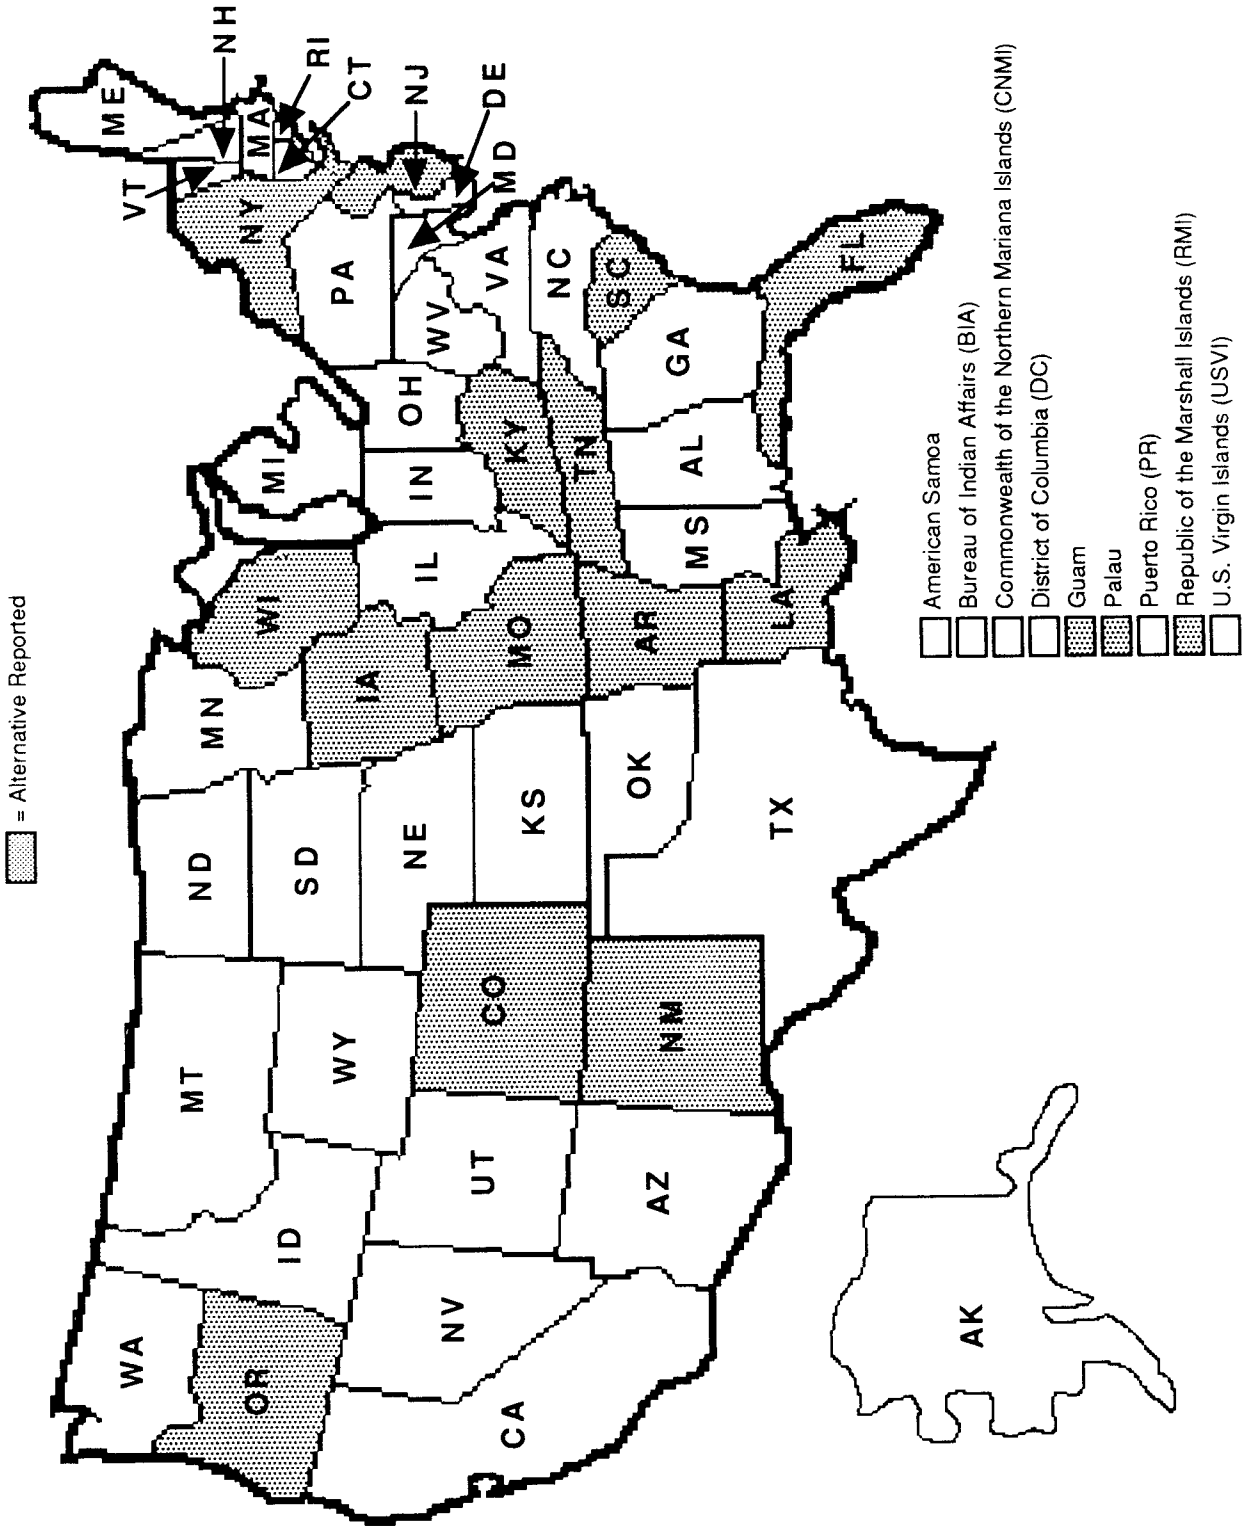 = Alternative Reported
WA
OR
CA
NV
ID
MT
WY
UT
AZ
CO
NM
ND
SD
NE
KS
OK
TX
MN
IA
MO
AR
LA
WI
IL
MI
IN
OH
KY
TN
MS
AL
GA
FL
SC
NC
VA
WV
PA
NY
VT
ME
NH
MA
RI
CT
NJ
DE
MD
AK
American Samoa
Bureau of Indian Affairs (BIA)
Commonwealth of the Northern Mariana Islands (CNMI)
District of Columbia (DC)
Guam
Palau
Puerto Rico (PR)
Republic of the Marshall Islands (RMI)
U.S. Virgin Islands (USVI)